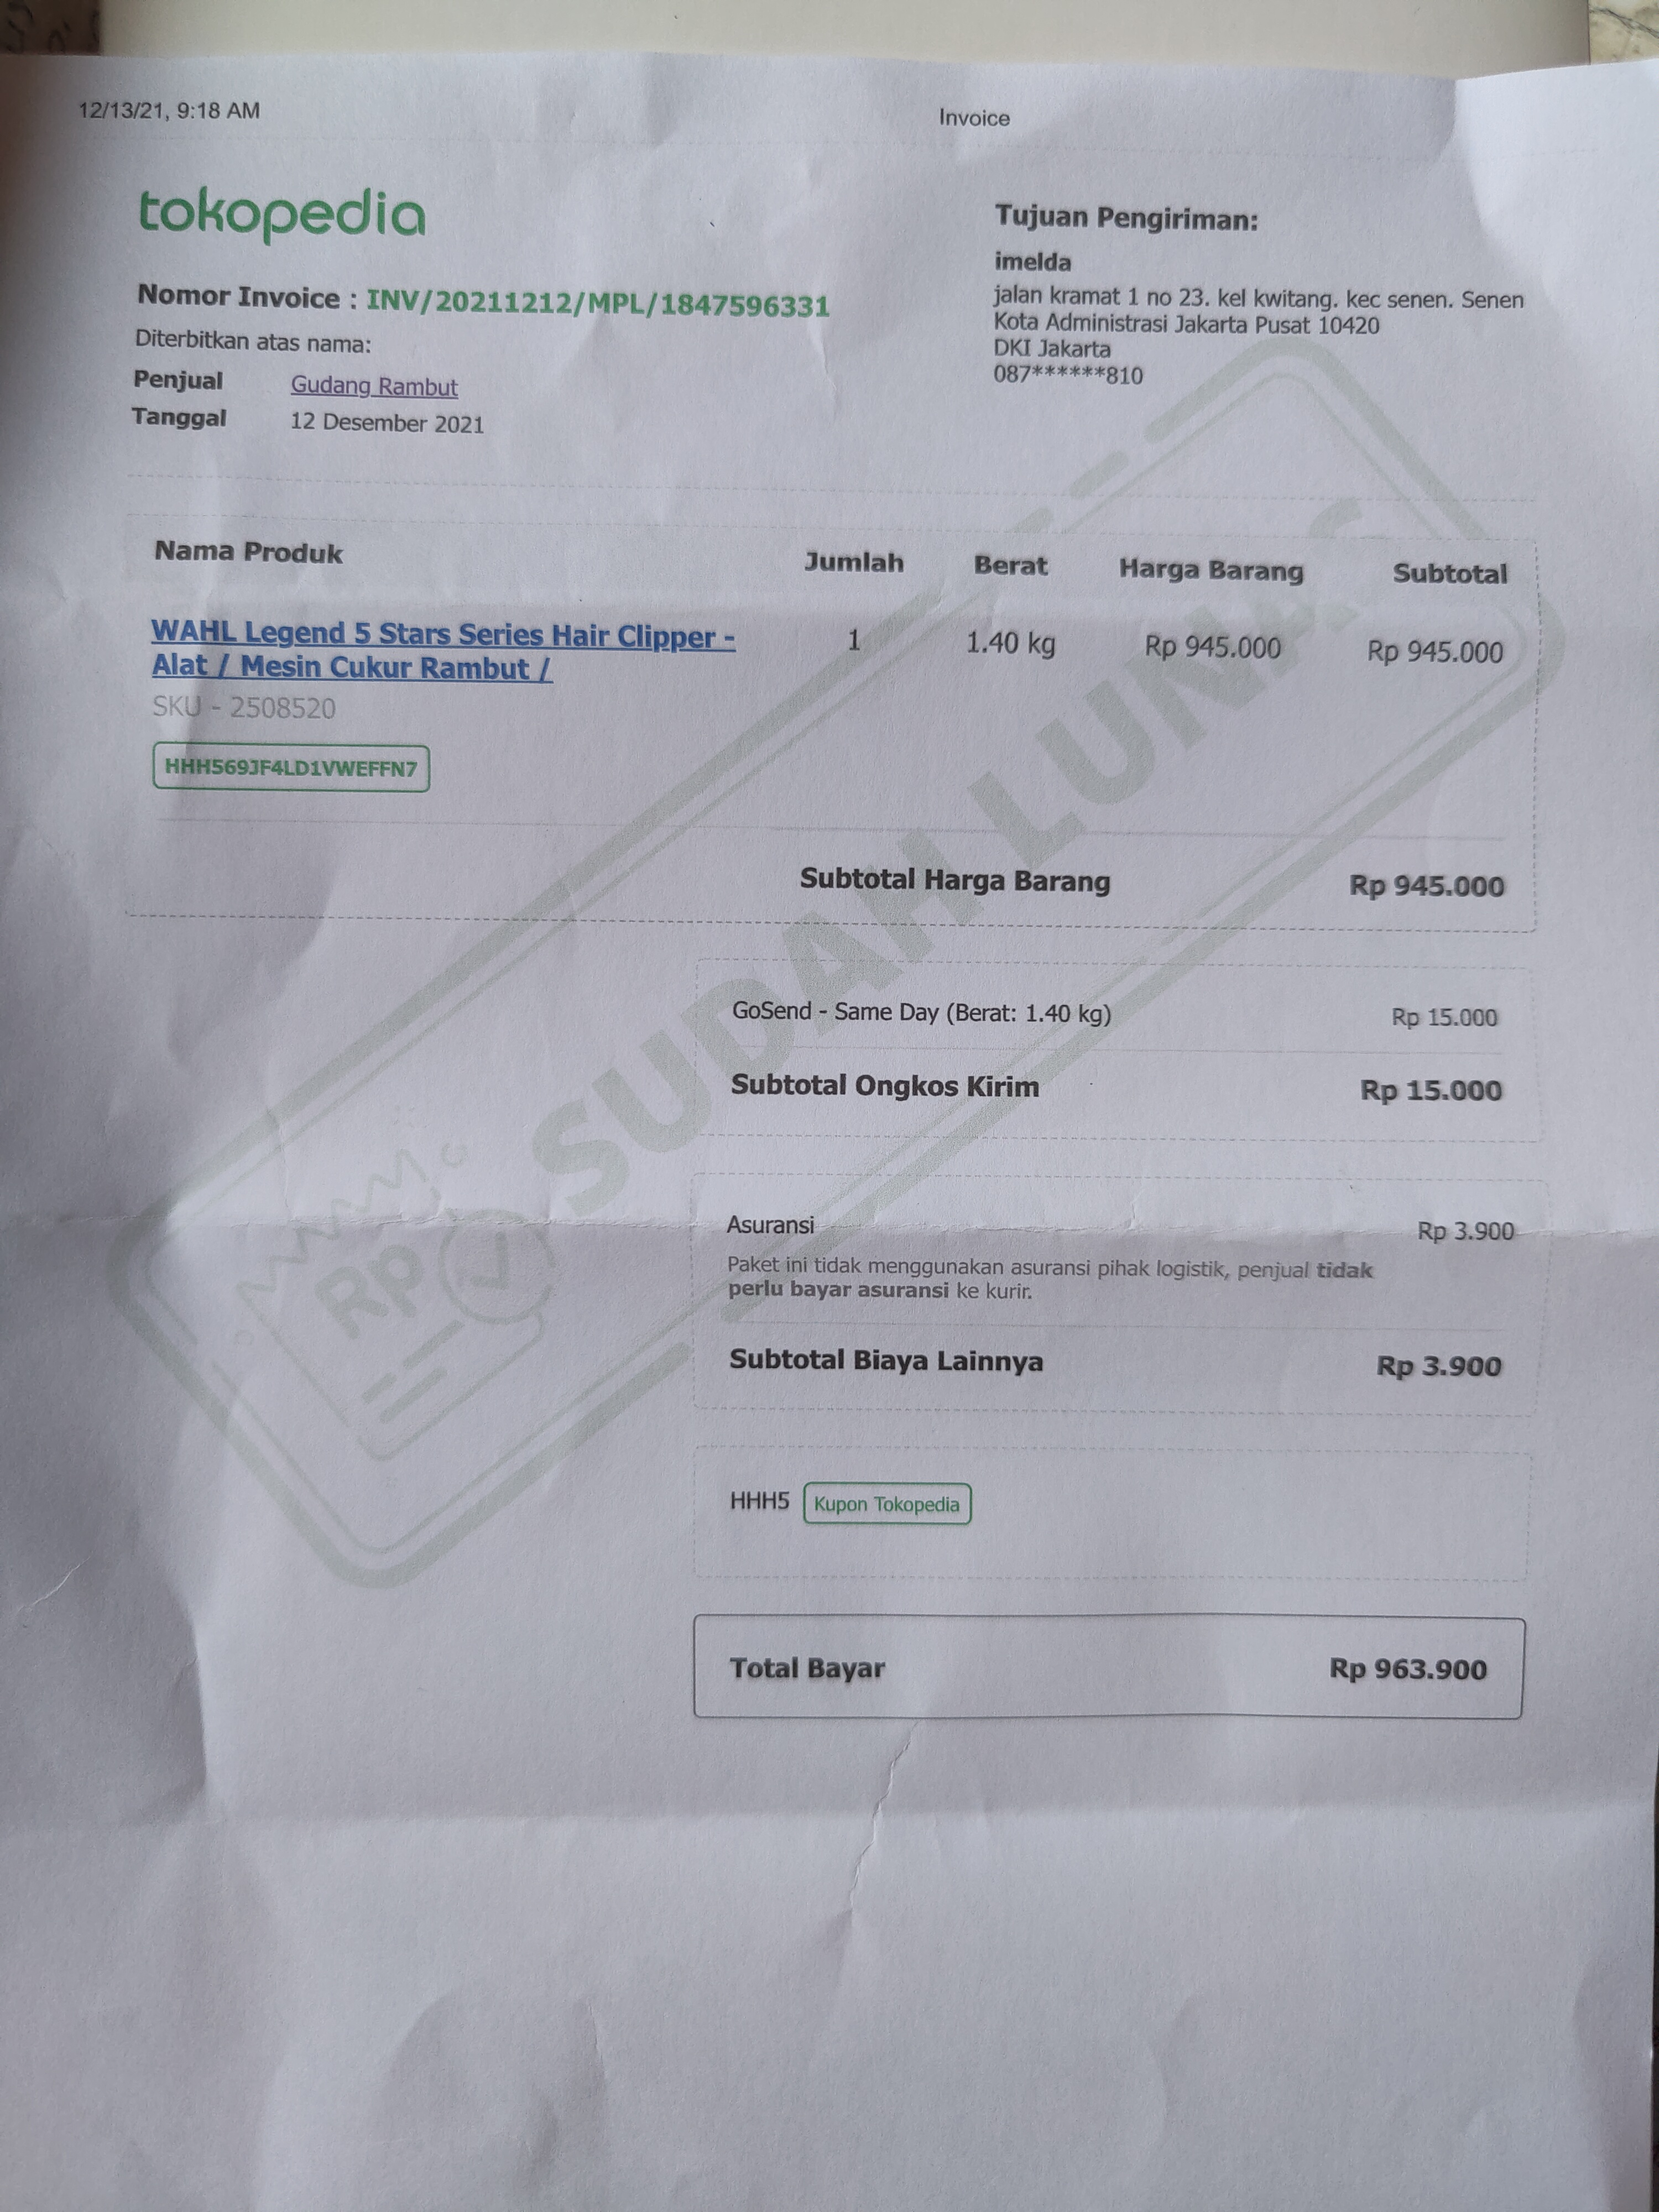 12/13/21, 9:18 AM
Invoice
tokopedia
Nomor Invoice : INV/20211212/MPL/1847596331
Diterbitkan atas nama:
Penjual Gudang Rambut
Tanggal 12 Desember 2021
Tujuan Pengiriman:
imelda
jalan kramat 1 no 23. kel kwitang. kec senen. Senen
Kota Administrasi Jakarta Pusat 10420
DKI Jakarta
087******810
Nama Produk Jumlah Berat Harga Barang Subtotal
WAHL Legend 5 Stars Series Hair Clipper - 1 1.40 kg Rp 945.000 Rp 945.000
Alat / Mesin Cukur Rambut /
SKU - 2508520
HHH569JF4LD1VWEFFN7
Subtotal Harga Barang Rp 945.000
GoSend - Same Day (Berat: 1.40 kg) Rp 15.000
Subtotal Ongkos Kirim Rp 15.000
Asuransi Rp 3.900
Paket ini tidak menggunakan asuransi pihak logistik, penjual tidak
perlu bayar asuransi ke kurir.
Subtotal Biaya Lainnya Rp 3.900
HHH5 Kupon Tokopedia
Total Bayar Rp 963.900
RP SUDAH LUNAS